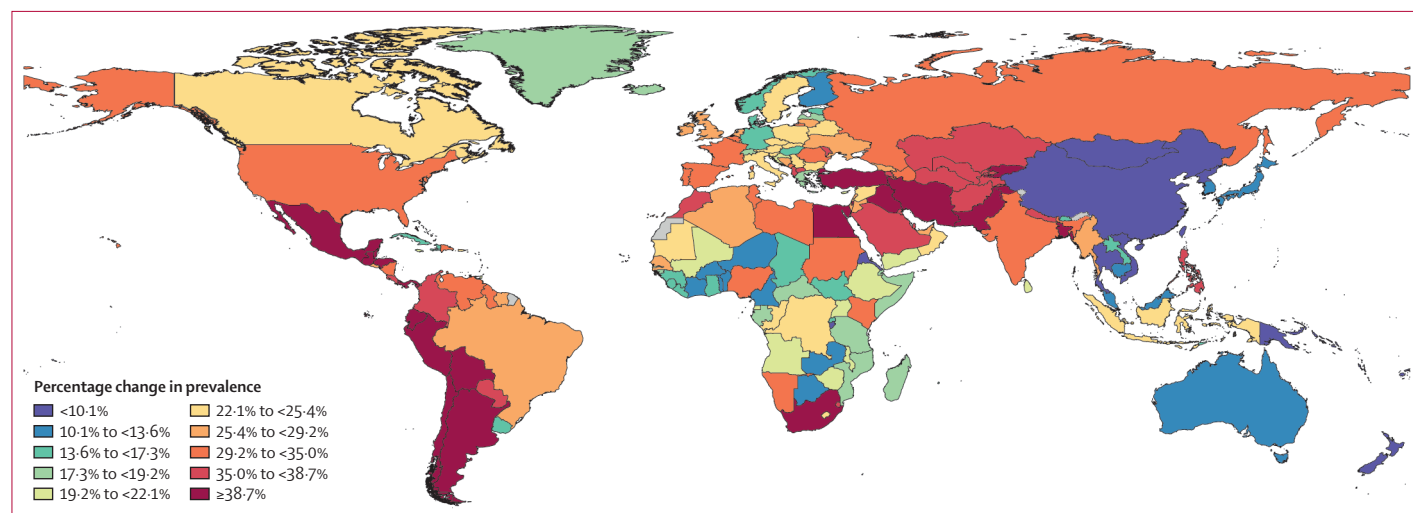 Percentage change in prevalence
<10·1%
10·1% to <13·6%
13·6% to <17·3%
17·3% to <19·2%
19·2% to <22·1%
22·1% to <25·4%
25·4% to <29·2%
29·2% to <35·0%
35·0% to <38·7%
≥38·7%